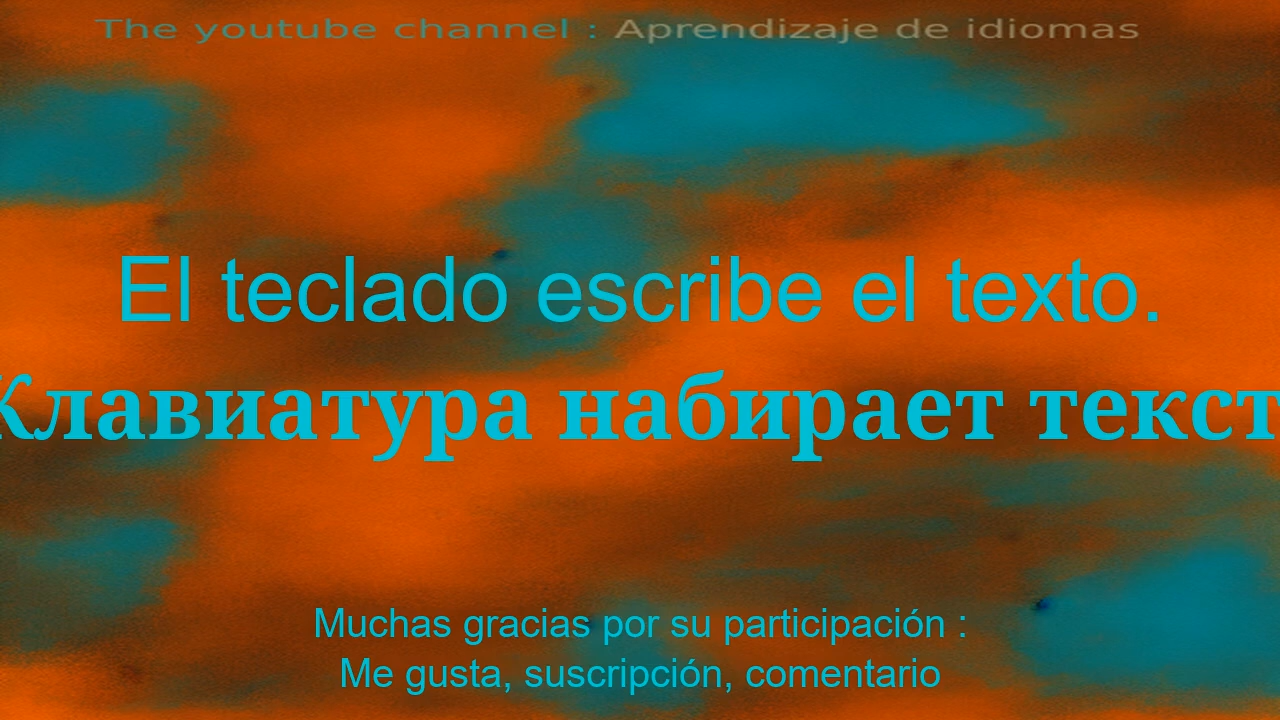 The youtube channel : Aprendizaje de idiomas
El teclado escribe el texto.
Клавиатура набирает текст
Muchas gracias por su participación :
Me gusta, suscripción, comentario